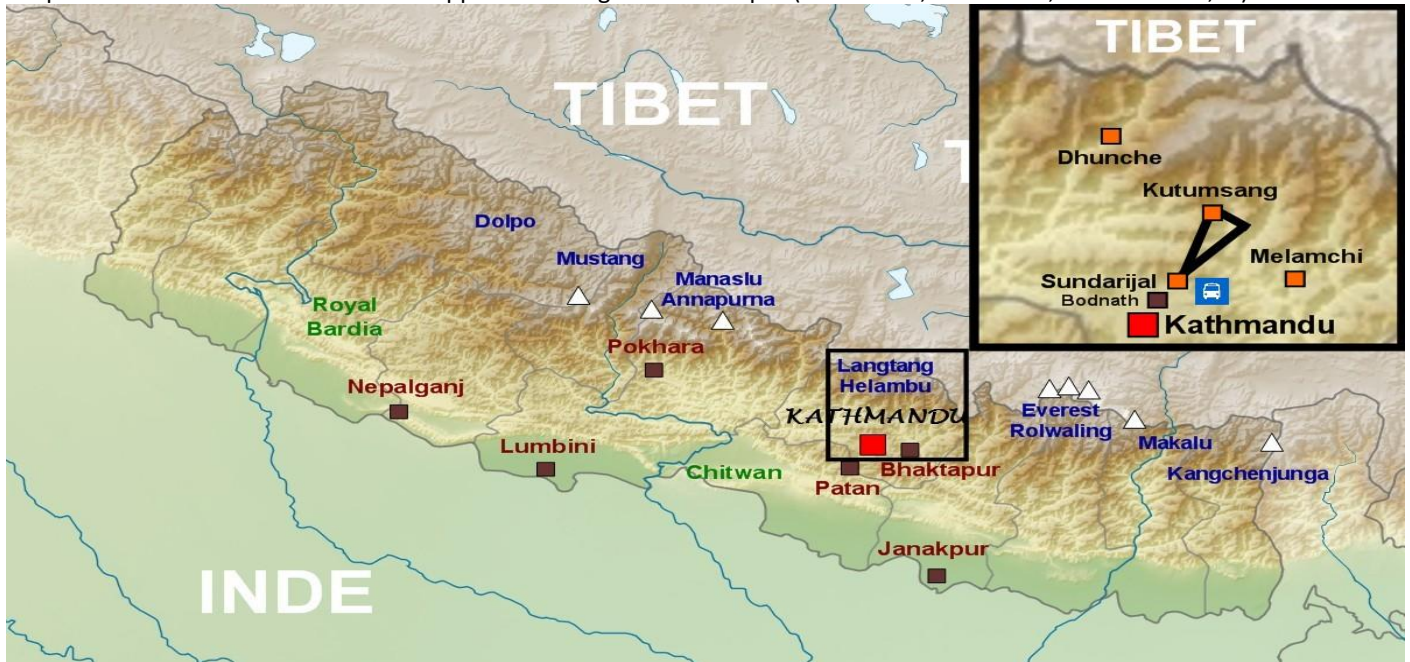 TIBET
TIBET
T
Dhunche
Kutumsang
Melamchi
Sundarijal
Bodnath
Kathmandu
Dolpo
Mustang
Manaslu
Annapurna
Royal
Bardia
Pokhara
Nepalganj
Langtang
Helambu
KATHMANDU
Everest
Rolwaling
Makalu
Kangchenjunga
Lumbini
Chitwan
Patan
Bhaktapur
Janakpur
INDE